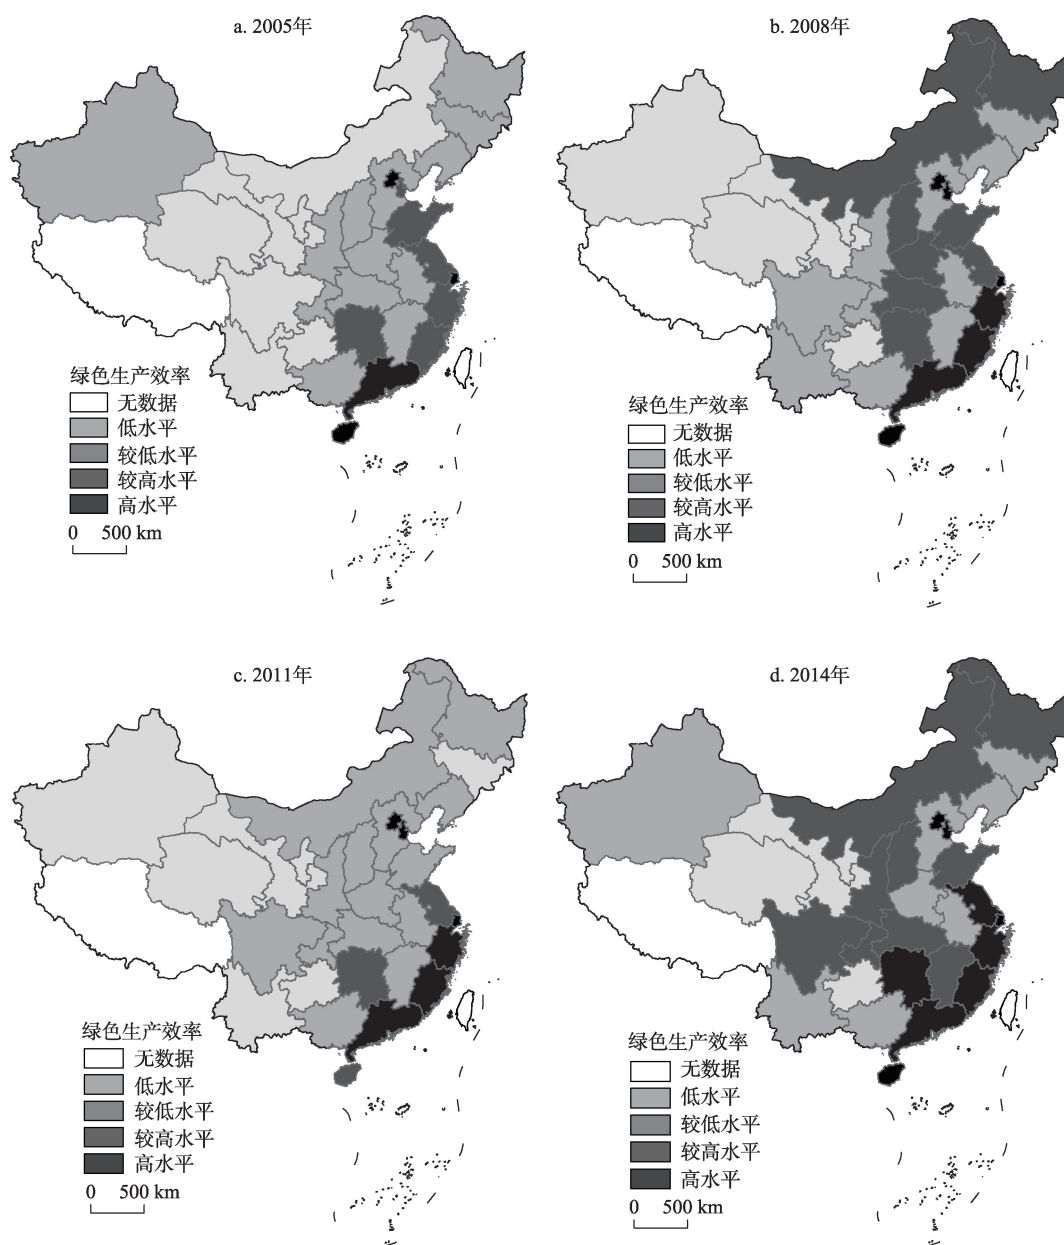 a. 2005年
绿色生产效率
无数据
低水平
较低水平
较高水平
高水平
0 500 km
b. 2008年
绿色生产效率
无数据
低水平
较低水平
较高水平
高水平
0 500 km
c. 2011年
绿色生产效率
无数据
低水平
较低水平
较高水平
高水平
0 500 km
d. 2014年
绿色生产效率
无数据
低水平
较低水平
较高水平
高水平
0 500 km